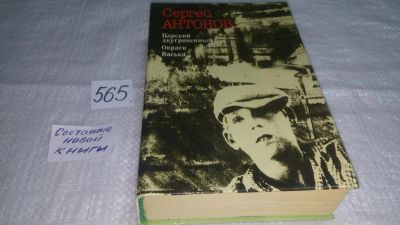 Сергей
АНТОНОВ
Царский
двугривенный
Овраги
Васька
565
Состояние
новой
книги